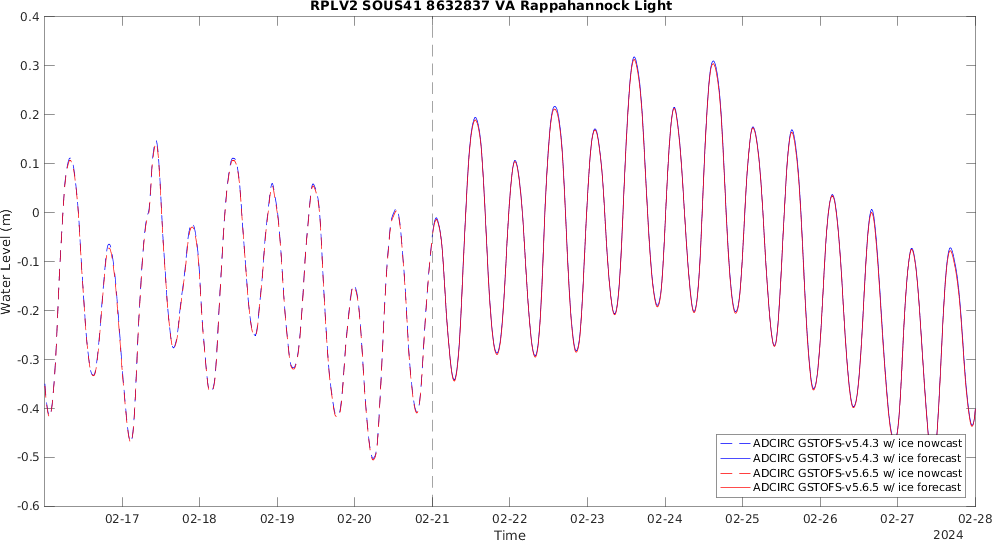 RPLV2 SOUS41 8632837 VA Rappahannock Light
0.4
0.3
0.2
0.1
0
-0.1
-0.2
-0.3
-0.4
-0.5
-0.6
Water Level (m)
ADCIRC GSTOFS-v5.4.3 w/ ice nowcast
ADCIRC GSTOFS-v5.4.3 w/ ice forecast
ADCIRC GSTOFS-v5.6.5 w/ ice nowcast
ADCIRC GSTOFS-v5.6.5 w/ ice forecast
02-17 02-18 02-19 02-20 02-21 02-22 02-23 02-24 02-25 02-26 02-27 02-28
Time
2024